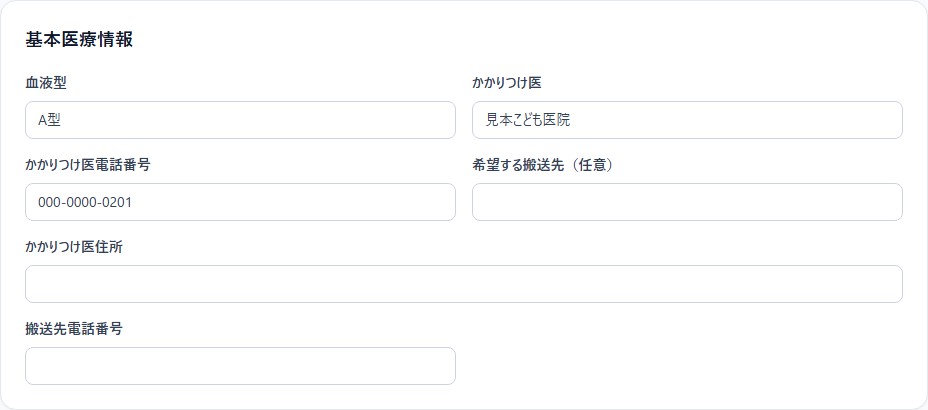 基本医療情報
血液型
かかりつけ医
A型
見本こども医院
かかりつけ医電話番号
希望する搬送先（任意）
000-0000-0201
かかりつけ医住所
搬送先電話番号